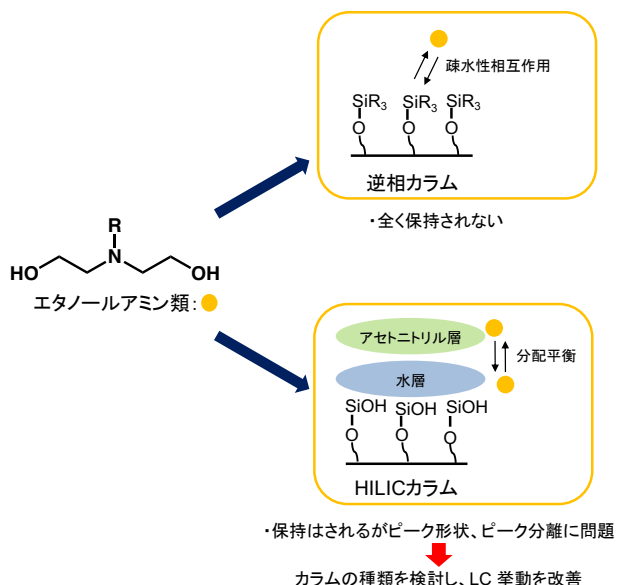 疎水性相互作用
SiR3 SiR3 SiR3
O O O
逆相カラム
・全く保持されない
R
N
HO OH
エタノールアミン類:
アセトニトリル層
分配平衡
水層
SiOH SiOH SiOH
O O O
HILICカラム
・保持はされるがピーク形状、ピーク分離に問題
カラムの種類を検討し、LC 挙動を改善